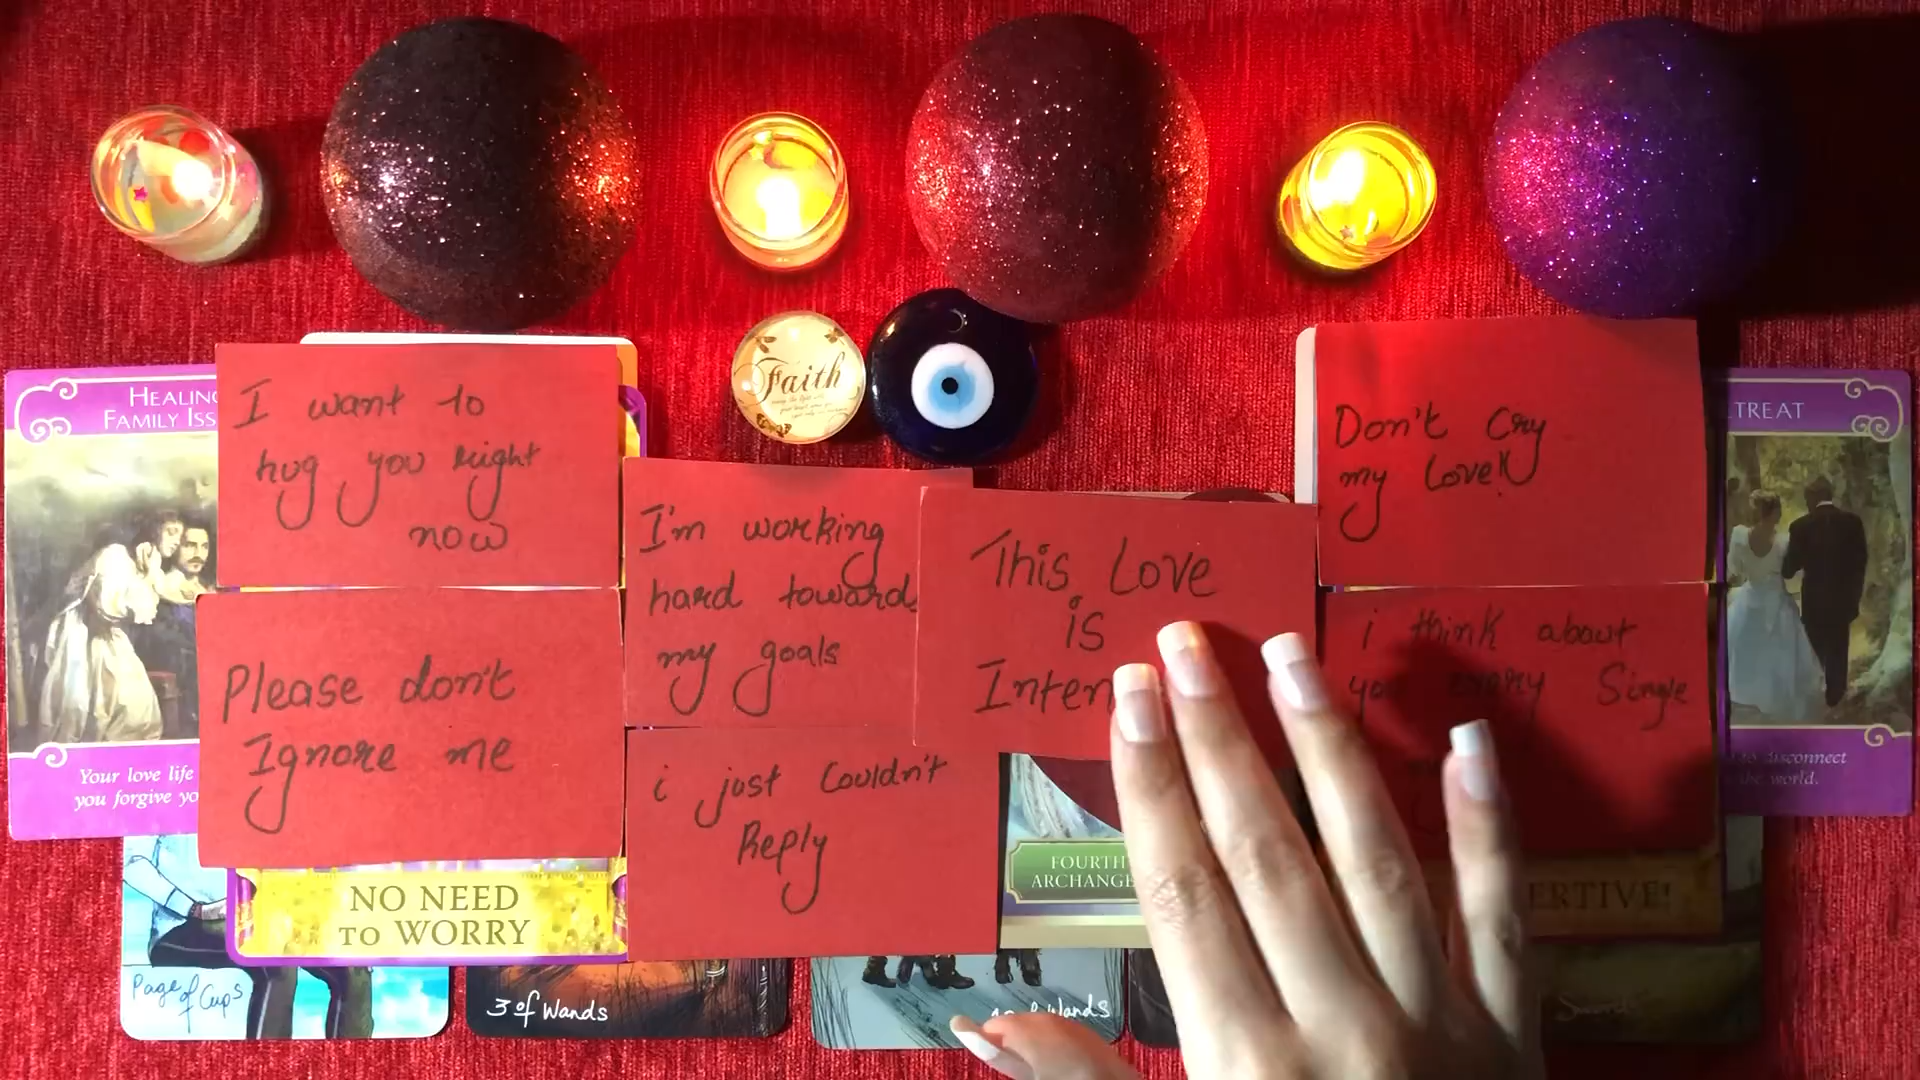 Faith
HEALING
FAMILY ISS
Your love life
you forgive yo
I want to
hug you right
now
Please don't
Ignore me
NO NEED
TO WORRY
Page of Cups
3 of Wands
I'm working
hard towards
my goals
i just Couldn't
Reply
This Love
is
Inten
FOURTH
ARCHANGE
Wands
Don't Cry
my Love!!
i think about
you every Single
ERTIVE!
Swords
TREAT
to disconnect
the world.